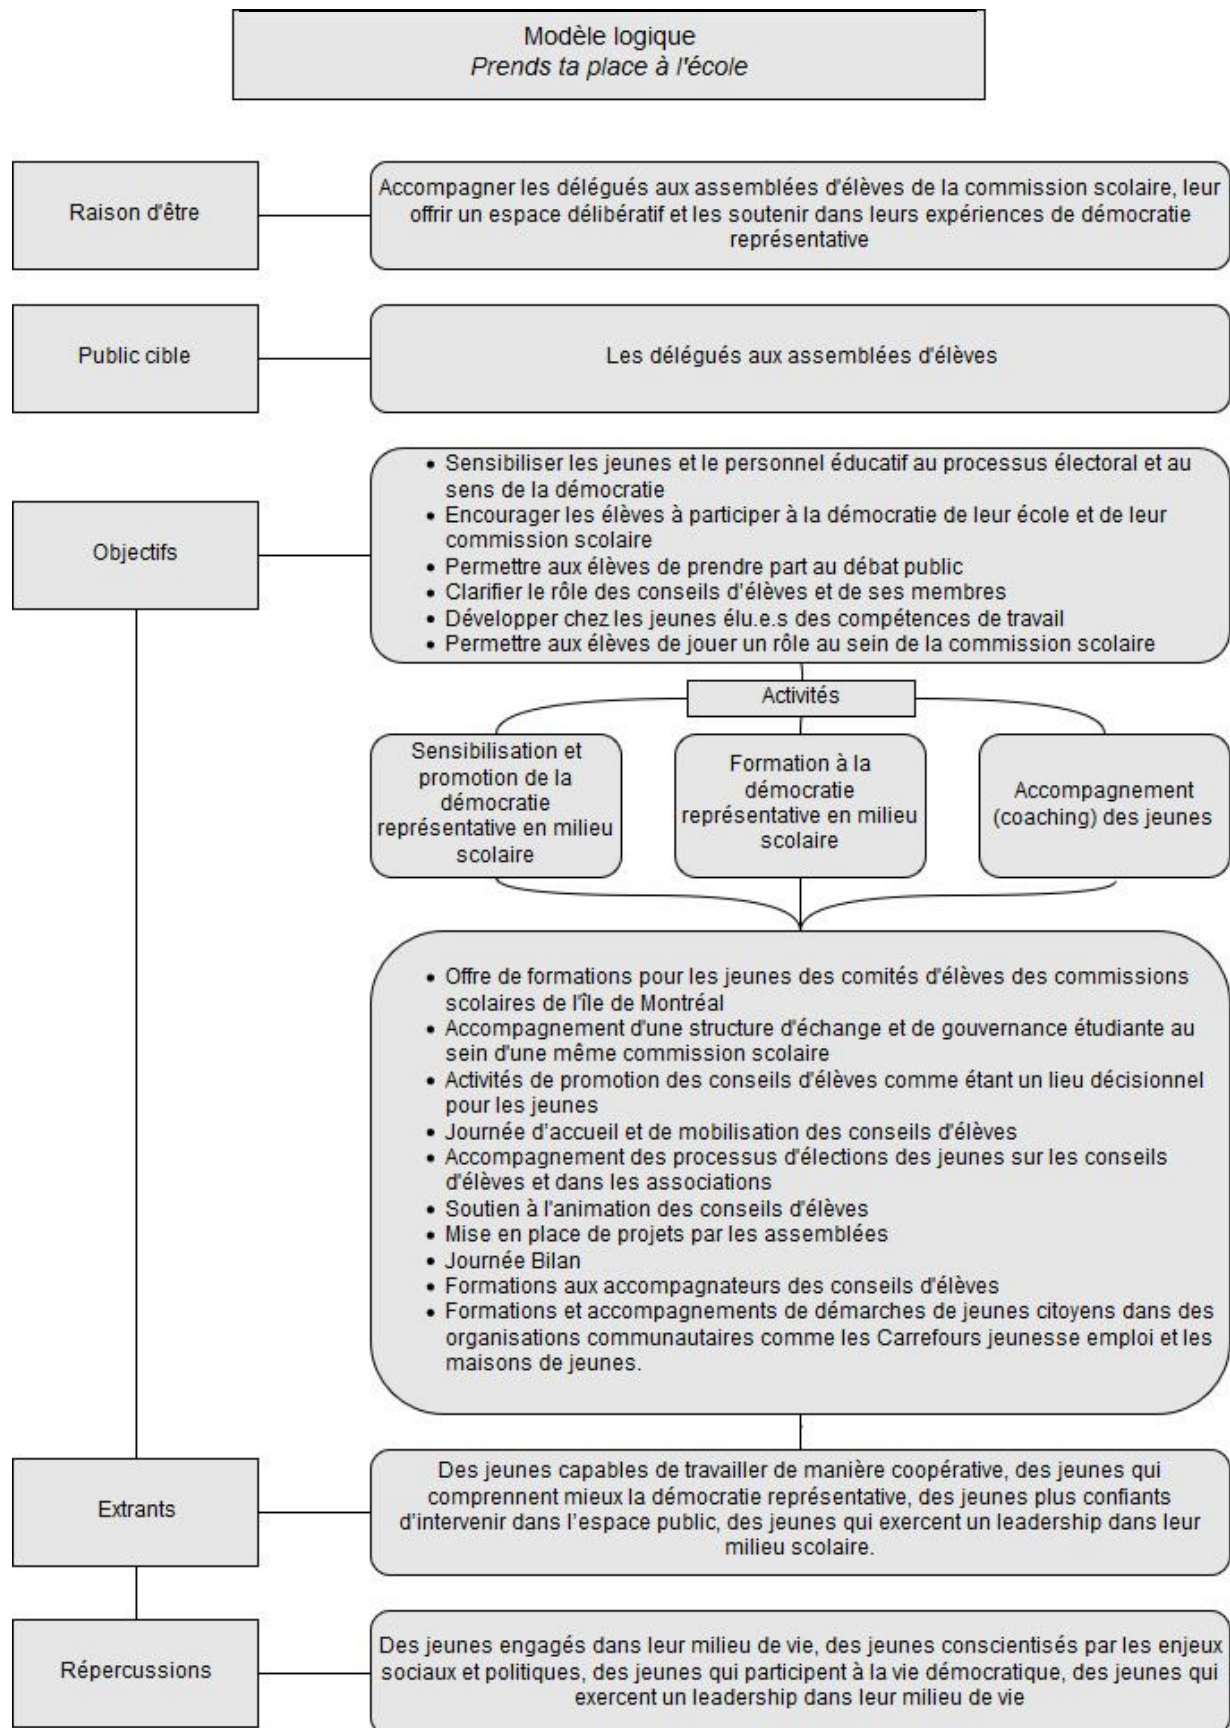 Modèle logique
Prends ta place à l'école
Raison d'être
Accompagner les délégués aux assemblées d'élèves de la commission scolaire, leur
offrir un espace délibératif et les soutenir dans leurs expériences de démocratie
représentative
Public cible
Les délégués aux assemblées d'élèves
Objectifs
• Sensibiliser les jeunes et le personnel éducatif au processus électoral et au
sens de la démocratie
• Encourager les élèves à participer à la démocratie de leur école et de leur
commission scolaire
• Permettre aux élèves de prendre part au débat public
• Clarifier le rôle des conseils d'élèves et de ses membres
• Développer chez les jeunes élu.e.s des compétences de travail
• Permettre aux élèves de jouer un rôle au sein de la commission scolaire
Activités
Sensibilisation et
promotion de la
démocratie
représentative en milieu
scolaire
Formation à la
démocratie
représentative en milieu
scolaire
Accompagnement
(coaching) des jeunes
• Offre de formations pour les jeunes des comités d'élèves des commissions
scolaires de l'île de Montréal
• Accompagnement d'une structure d'échange et de gouvernance étudiante au
sein d'une même commission scolaire
• Activités de promotion des conseils d'élèves comme étant un lieu décisionnel
pour les jeunes
• Journée d'accueil et de mobilisation des conseils d'élèves
• Accompagnement des processus d'élections des jeunes sur les conseils
d'élèves et dans les associations
• Soutien à l'animation des conseils d'élèves
• Mise en place de projets par les assemblées
• Journée Bilan
• Formations aux accompagnateurs des conseils d'élèves
• Formations et accompagnements de démarches de jeunes citoyens dans des
organisations communautaires comme les Carrefours jeunesse emploi et les
maisons de jeunes.
Extrants
Des jeunes capables de travailler de manière coopérative, des jeunes qui
comprennent mieux la démocratie représentative, des jeunes plus confiants
d'intervenir dans l'espace public, des jeunes qui exercent un leadership dans leur
milieu scolaire.
Répercussions
Des jeunes engagés dans leur milieu de vie, des jeunes conscientisés par les enjeux
sociaux et politiques, des jeunes qui participent à la vie démocratique, des jeunes qui
exercent un leadership dans leur milieu de vie